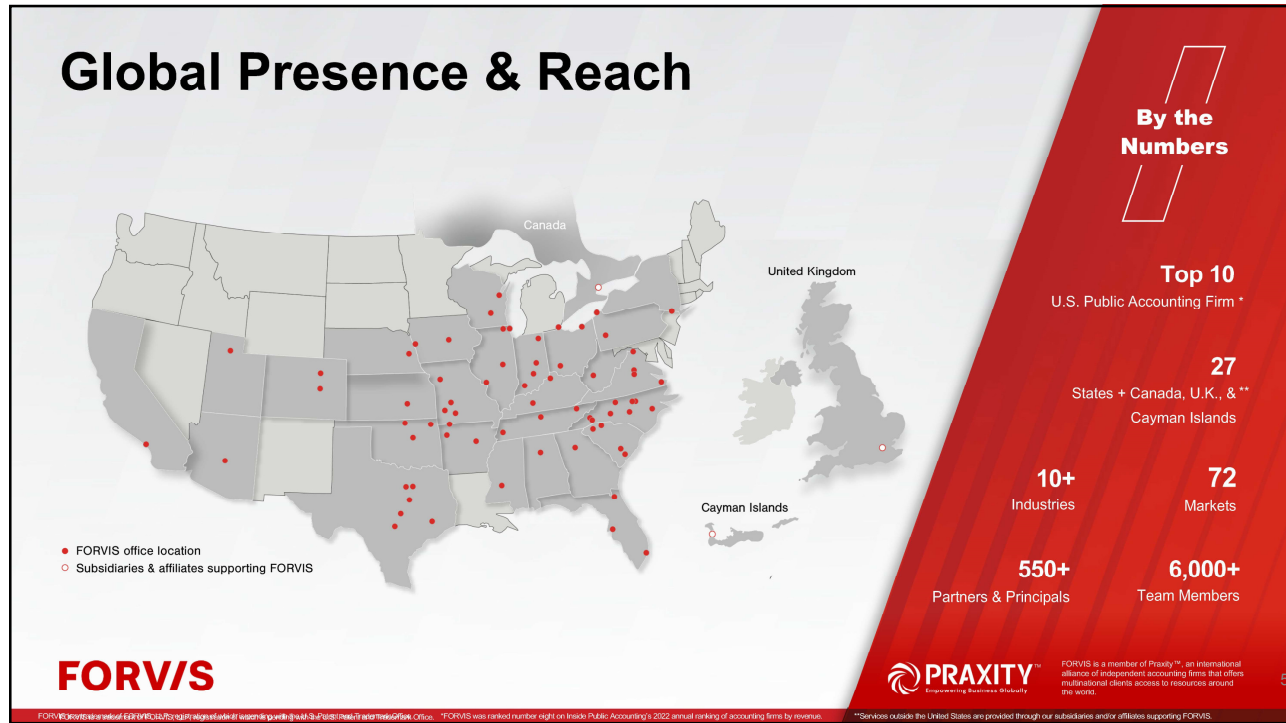 Global Presence & Reach
By the
Numbers
Canada
United Kingdom
Cayman Islands
FORVIS office location
Subsidiaries & affiliates supporting FORVIS
Top 10
U.S. Public Accounting Firm *
27
States + Canada, U.K., & **
Cayman Islands
10+
Industries
72
Markets
550+
Partners & Principals
6,000+
Team Members
FORVIS
PRAXITY™
Empowering Business Globally
FORVIS is a member of Praxity™, an international
alliance of independent accounting firms that offers
multinational clients access to resources around
the world.
5
*FORVIS was ranked number eight on Inside Public Accounting's 2022 annual ranking of accounting firms by revenue.
**Services outside the United States are provided through our subsidiaries and/or affiliates supporting FORVIS.